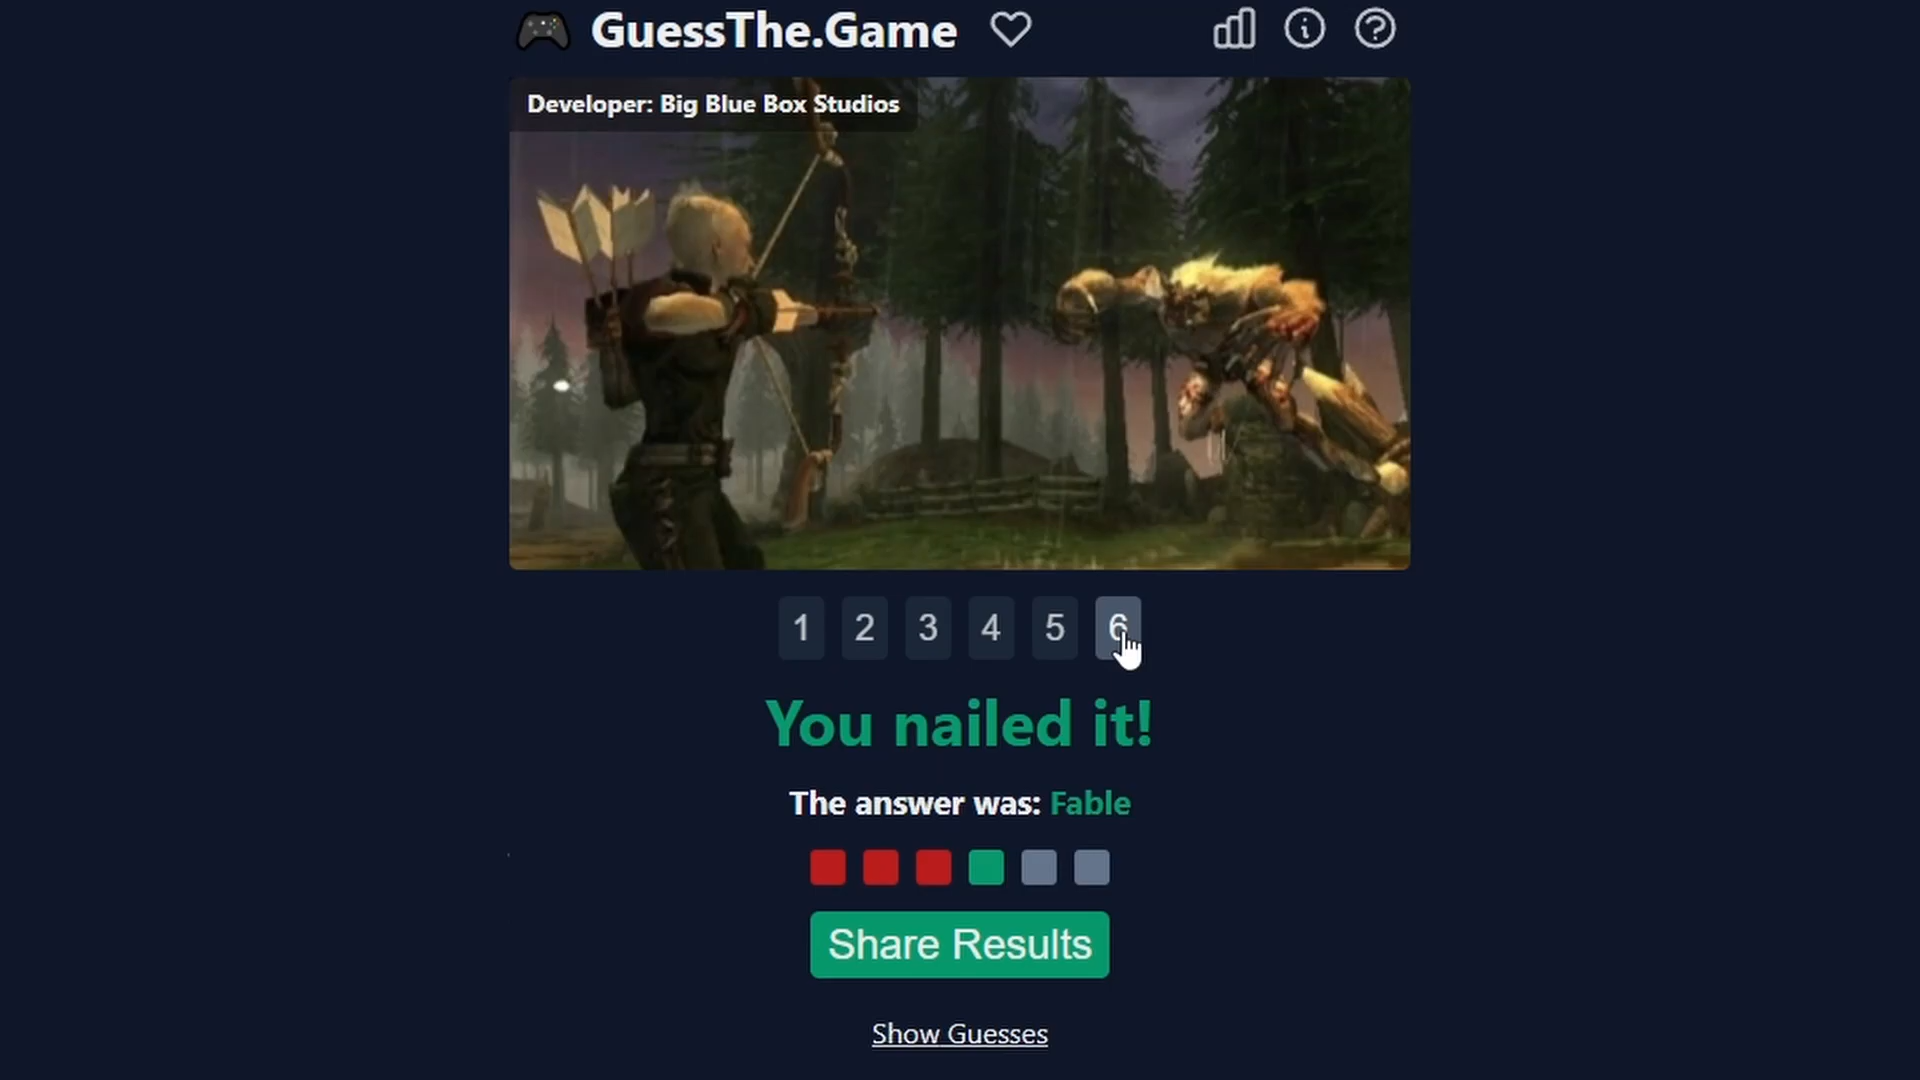 GuessThe.Game
Developer: Big Blue Box Studios
1 2 3 4 5 6
You nailed it!
The answer was: Fable
Share Results
Show Guesses